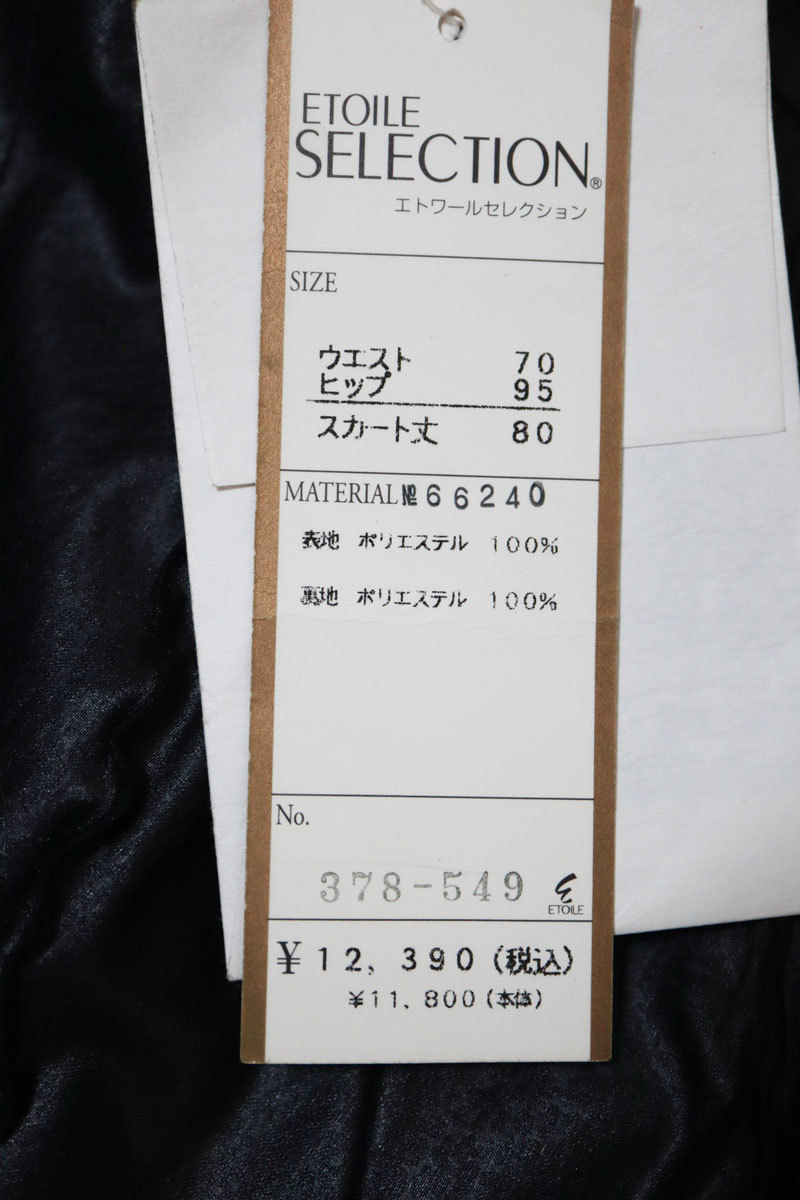 ETOILE
SELECTION®
エトワールセレクション
SIZE
ウエスト 70
ヒップ 95
スカート丈 80
MATERIAL № 66240
表地 ポリエステル 100%
裏地 ポリエステル 100%
No.
378-549
ETOILE
¥12,390(税込)
¥11,800(本体)